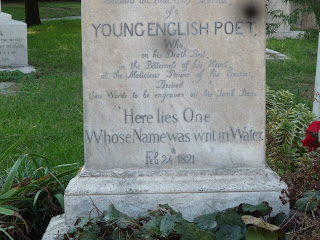 of a
YOUNG ENGLISH POET,
Who
on his Death Bed,
in the Bitterness of his Heart,
at the Malicious Power of his Enemies,
Desired
these Words to be engraven on his Tomb Stone
"Here lies One
Whose Name was writ in Water.
Feb 24th 1821